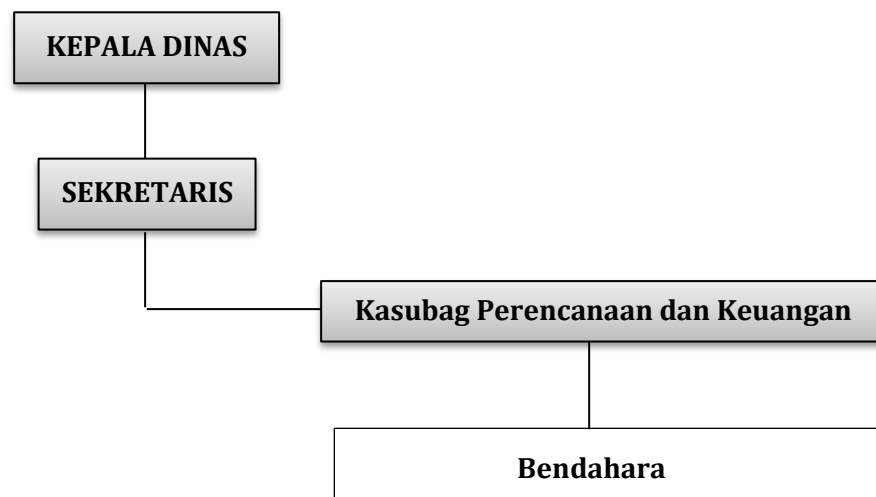 KEPALA DINAS
SEKRETARIS
Kasubag Perencanaan dan Keuangan
Bendahara